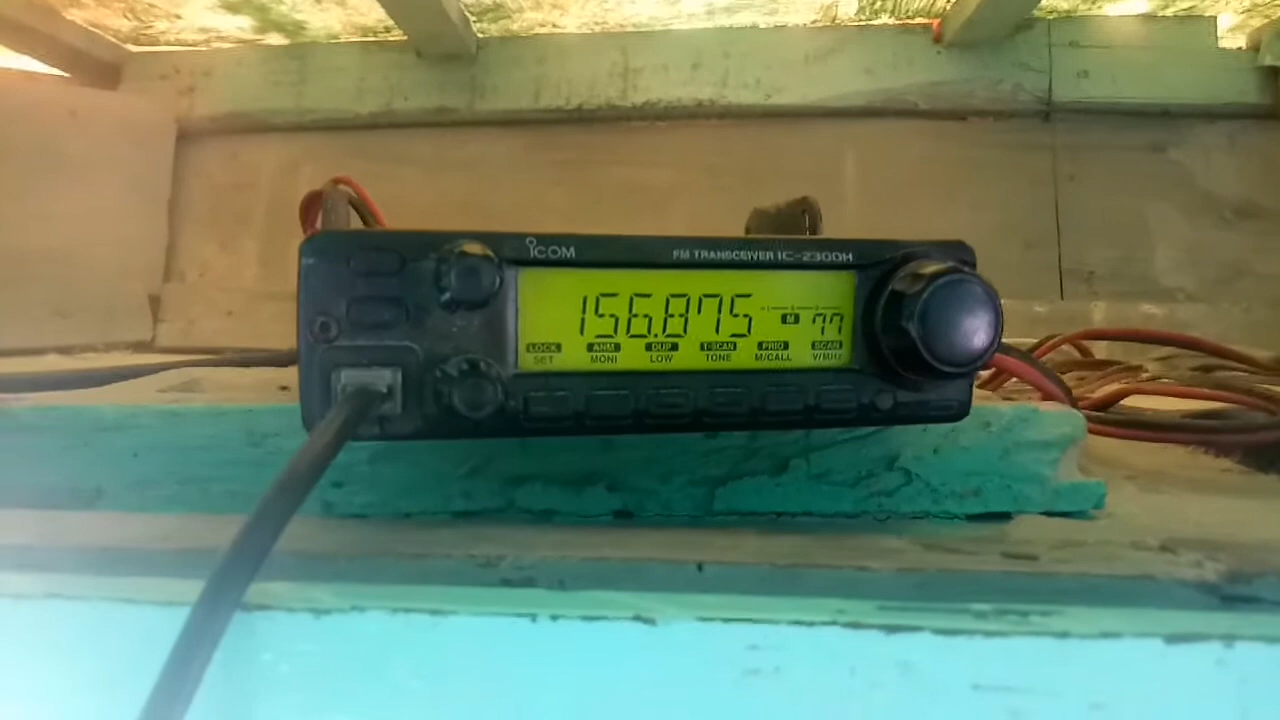 ICOM FM TRANSCEIVER IC-2300H
156.875 M 77
LOCK ANM DUP T-SCAN PRIO SCAN
SET MONI LOW TONE M/CALL V/MHz